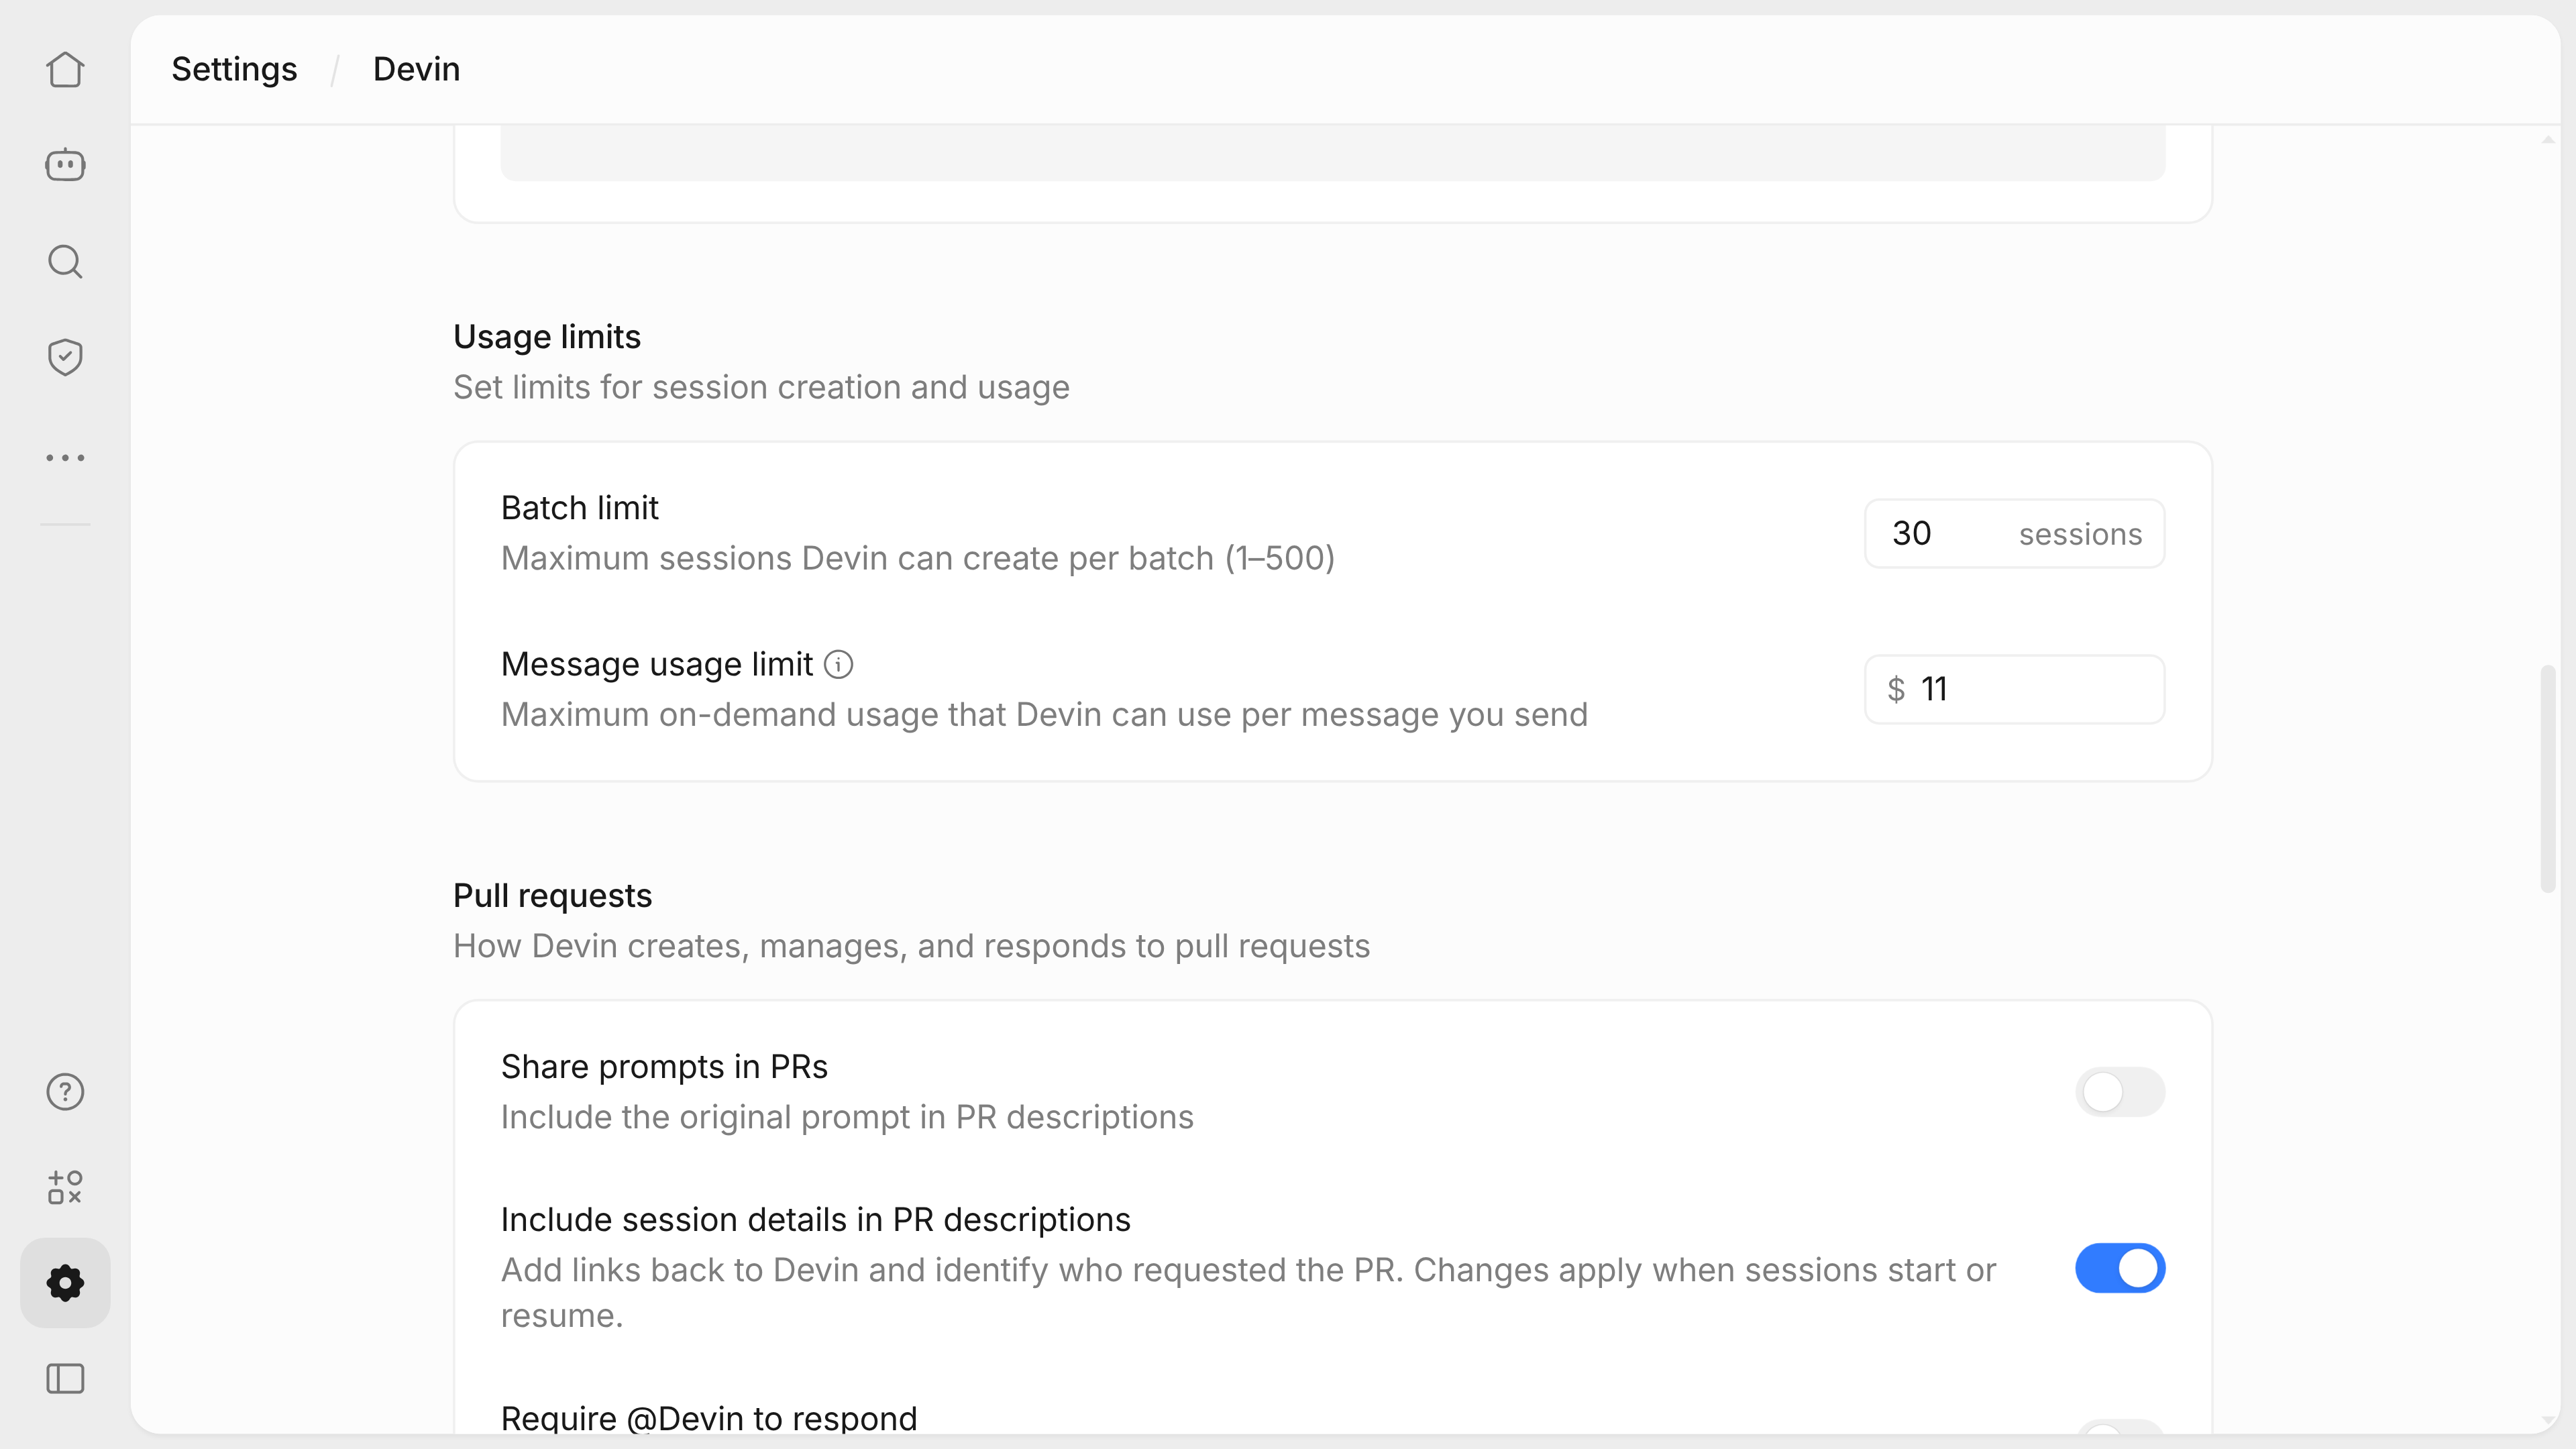 Settings / Devin
Usage limits
Set limits for session creation and usage
Batch limit
Maximum sessions Devin can create per batch (1–500)
30 sessions
Message usage limit
Maximum on-demand usage that Devin can use per message you send
$ 11
Pull requests
How Devin creates, manages, and responds to pull requests
Share prompts in PRs
Include the original prompt in PR descriptions
Include session details in PR descriptions
Add links back to Devin and identify who requested the PR. Changes apply when sessions start or
resume.
Require @Devin to respond